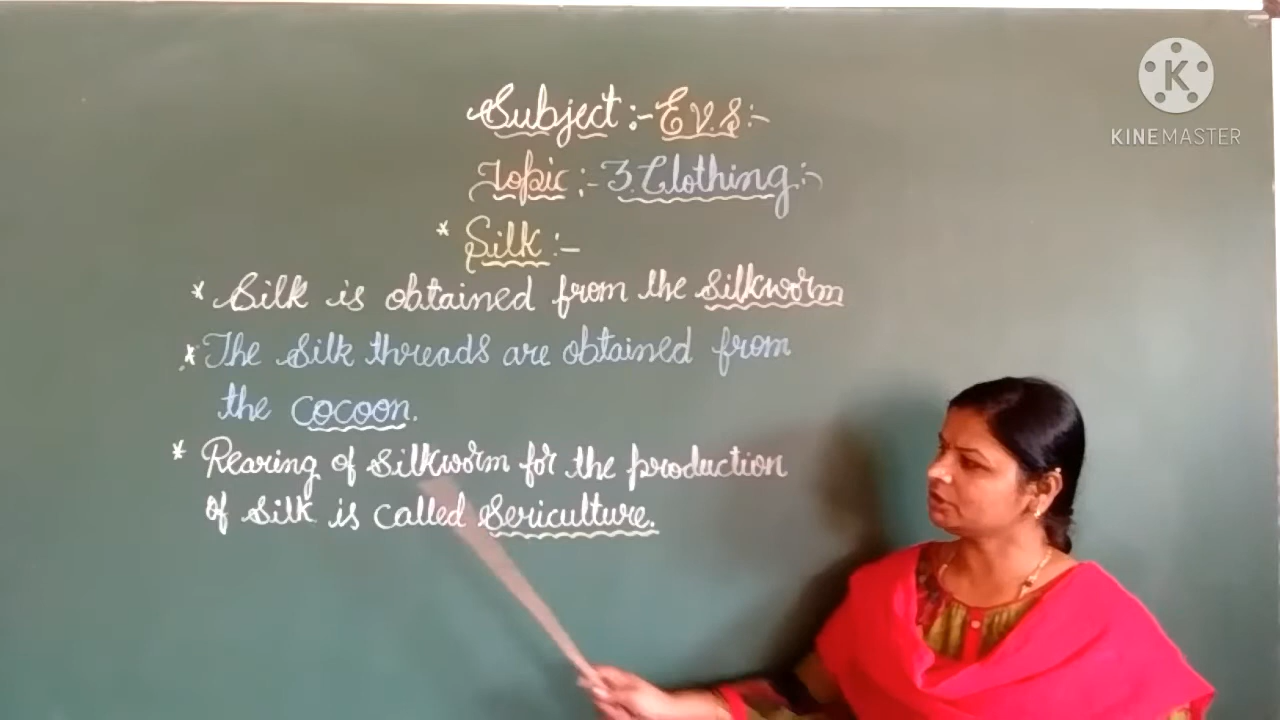 Subject :- E.V.S :-
Topic :- 3. Clothing :-
* Silk :-
* Silk is obtained from the Silkworm
* The Silk threads are obtained from
the cocoon.
* Rearing of Silkworm for the production
of Silk is called Sericulture.
K
KINEMASTER